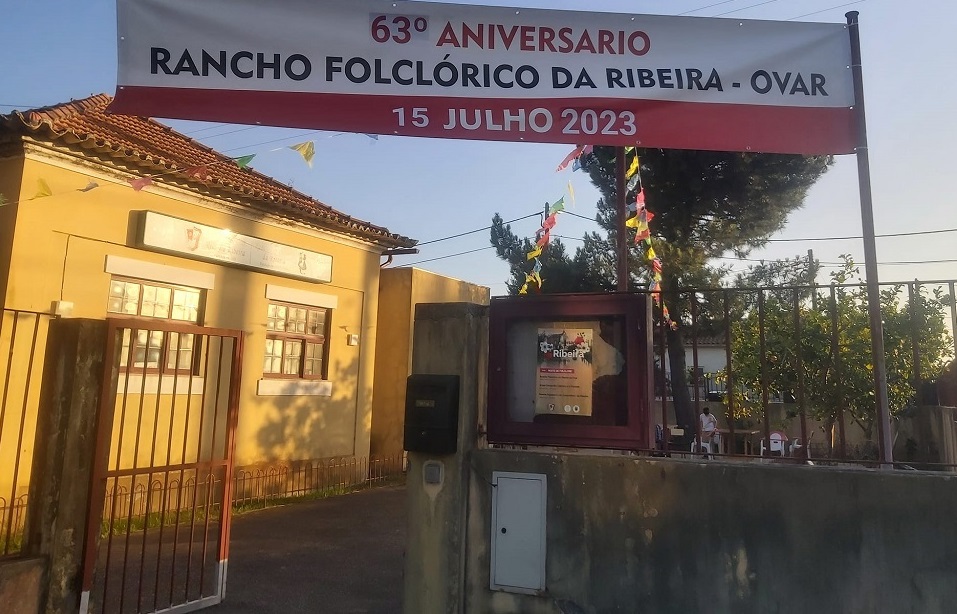 63º ANIVERSARIO
RANCHO FOLCLÓRICO DA RIBEIRA - OVAR
15 JULHO 2023
Ribeira